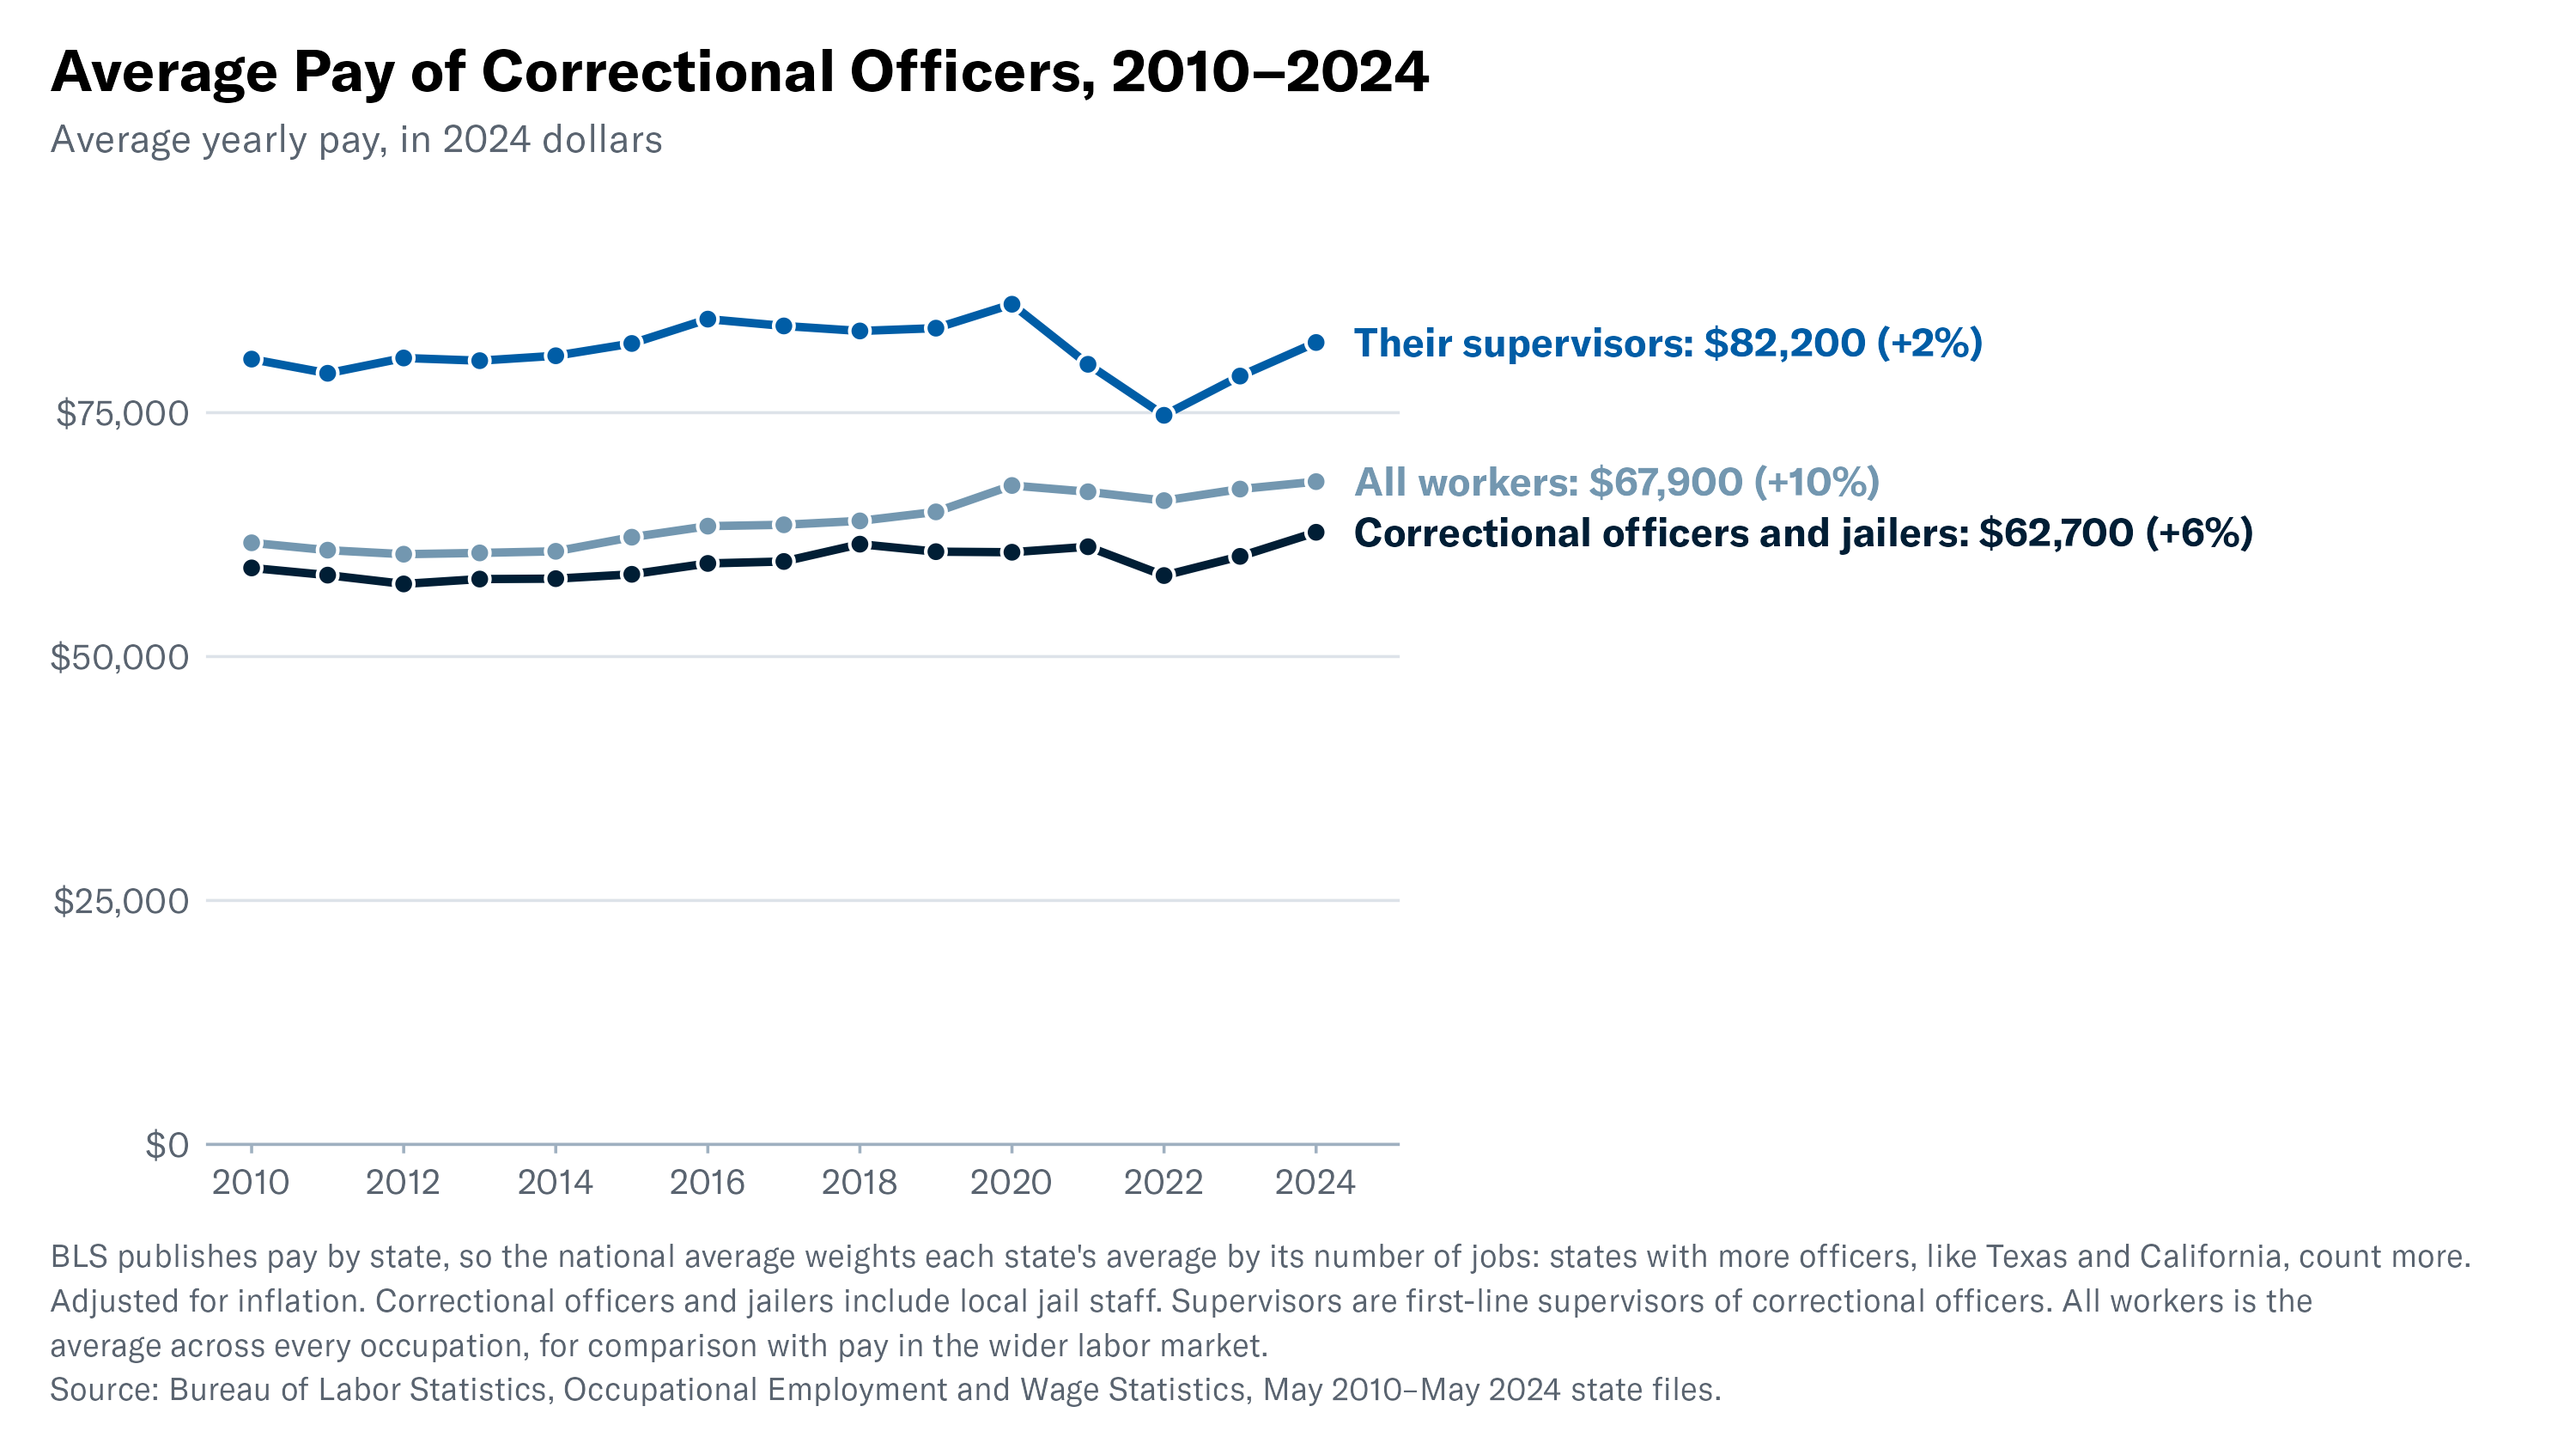 Average Pay of Correctional Officers, 2010–2024
Average yearly pay, in 2024 dollars
Their supervisors: $82,200 (+2%)
$75,000
All workers: $67,900 (+10%)
Correctional officers and jailers: $62,700 (+6%)
$50,000
$25,000
$0
2010 2012 2014 2016 2018 2020 2022 2024
BLS publishes pay by state, so the national average weights each state's average by its number of jobs: states with more officers, like Texas and California, count more.
Adjusted for inflation. Correctional officers and jailers include local jail staff. Supervisors are first-line supervisors of correctional officers. All workers is the
average across every occupation, for comparison with pay in the wider labor market.
Source: Bureau of Labor Statistics, Occupational Employment and Wage Statistics, May 2010–May 2024 state files.